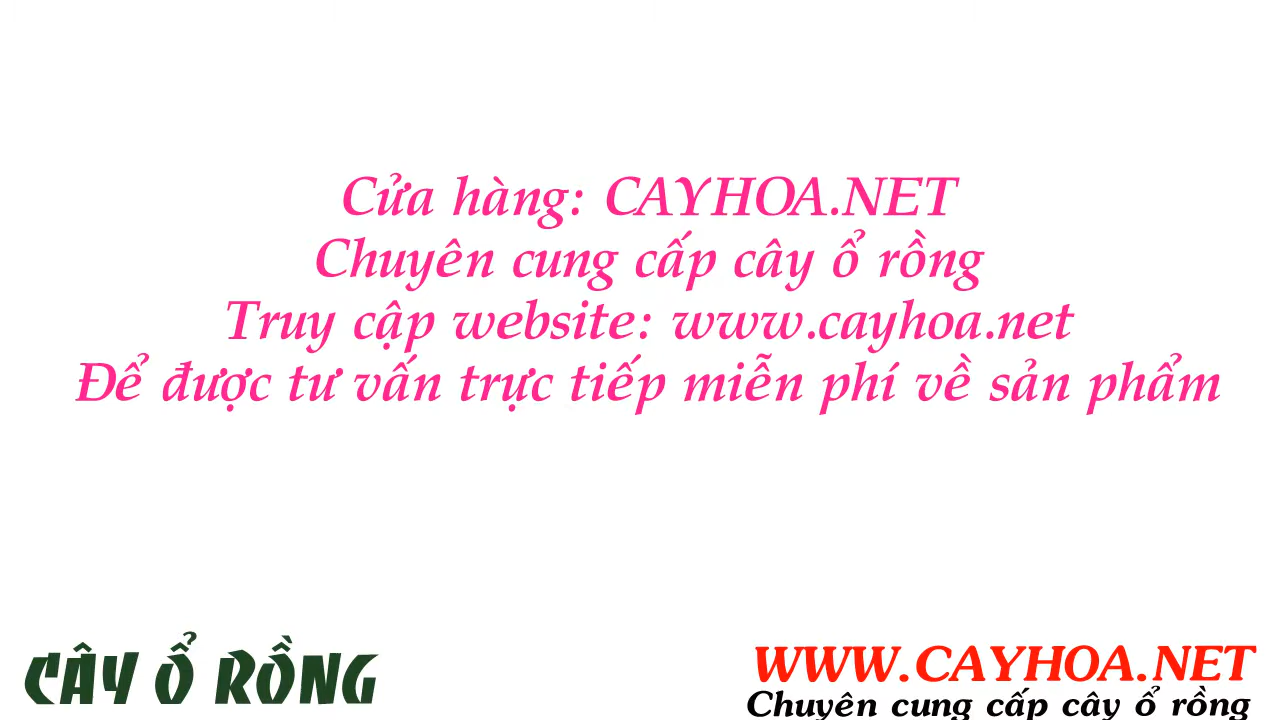 Cửa hàng: CAYHOA.NET
Chuyên cung cấp cây ổ rồng
Truy cập website: www.cayhoa.net
Để được tư vấn trực tiếp miễn phí về sản phẩm
CÂY Ổ RỒNG
WWW.CAYHOA.NET
Chuyên cung cấp cây ổ rồng